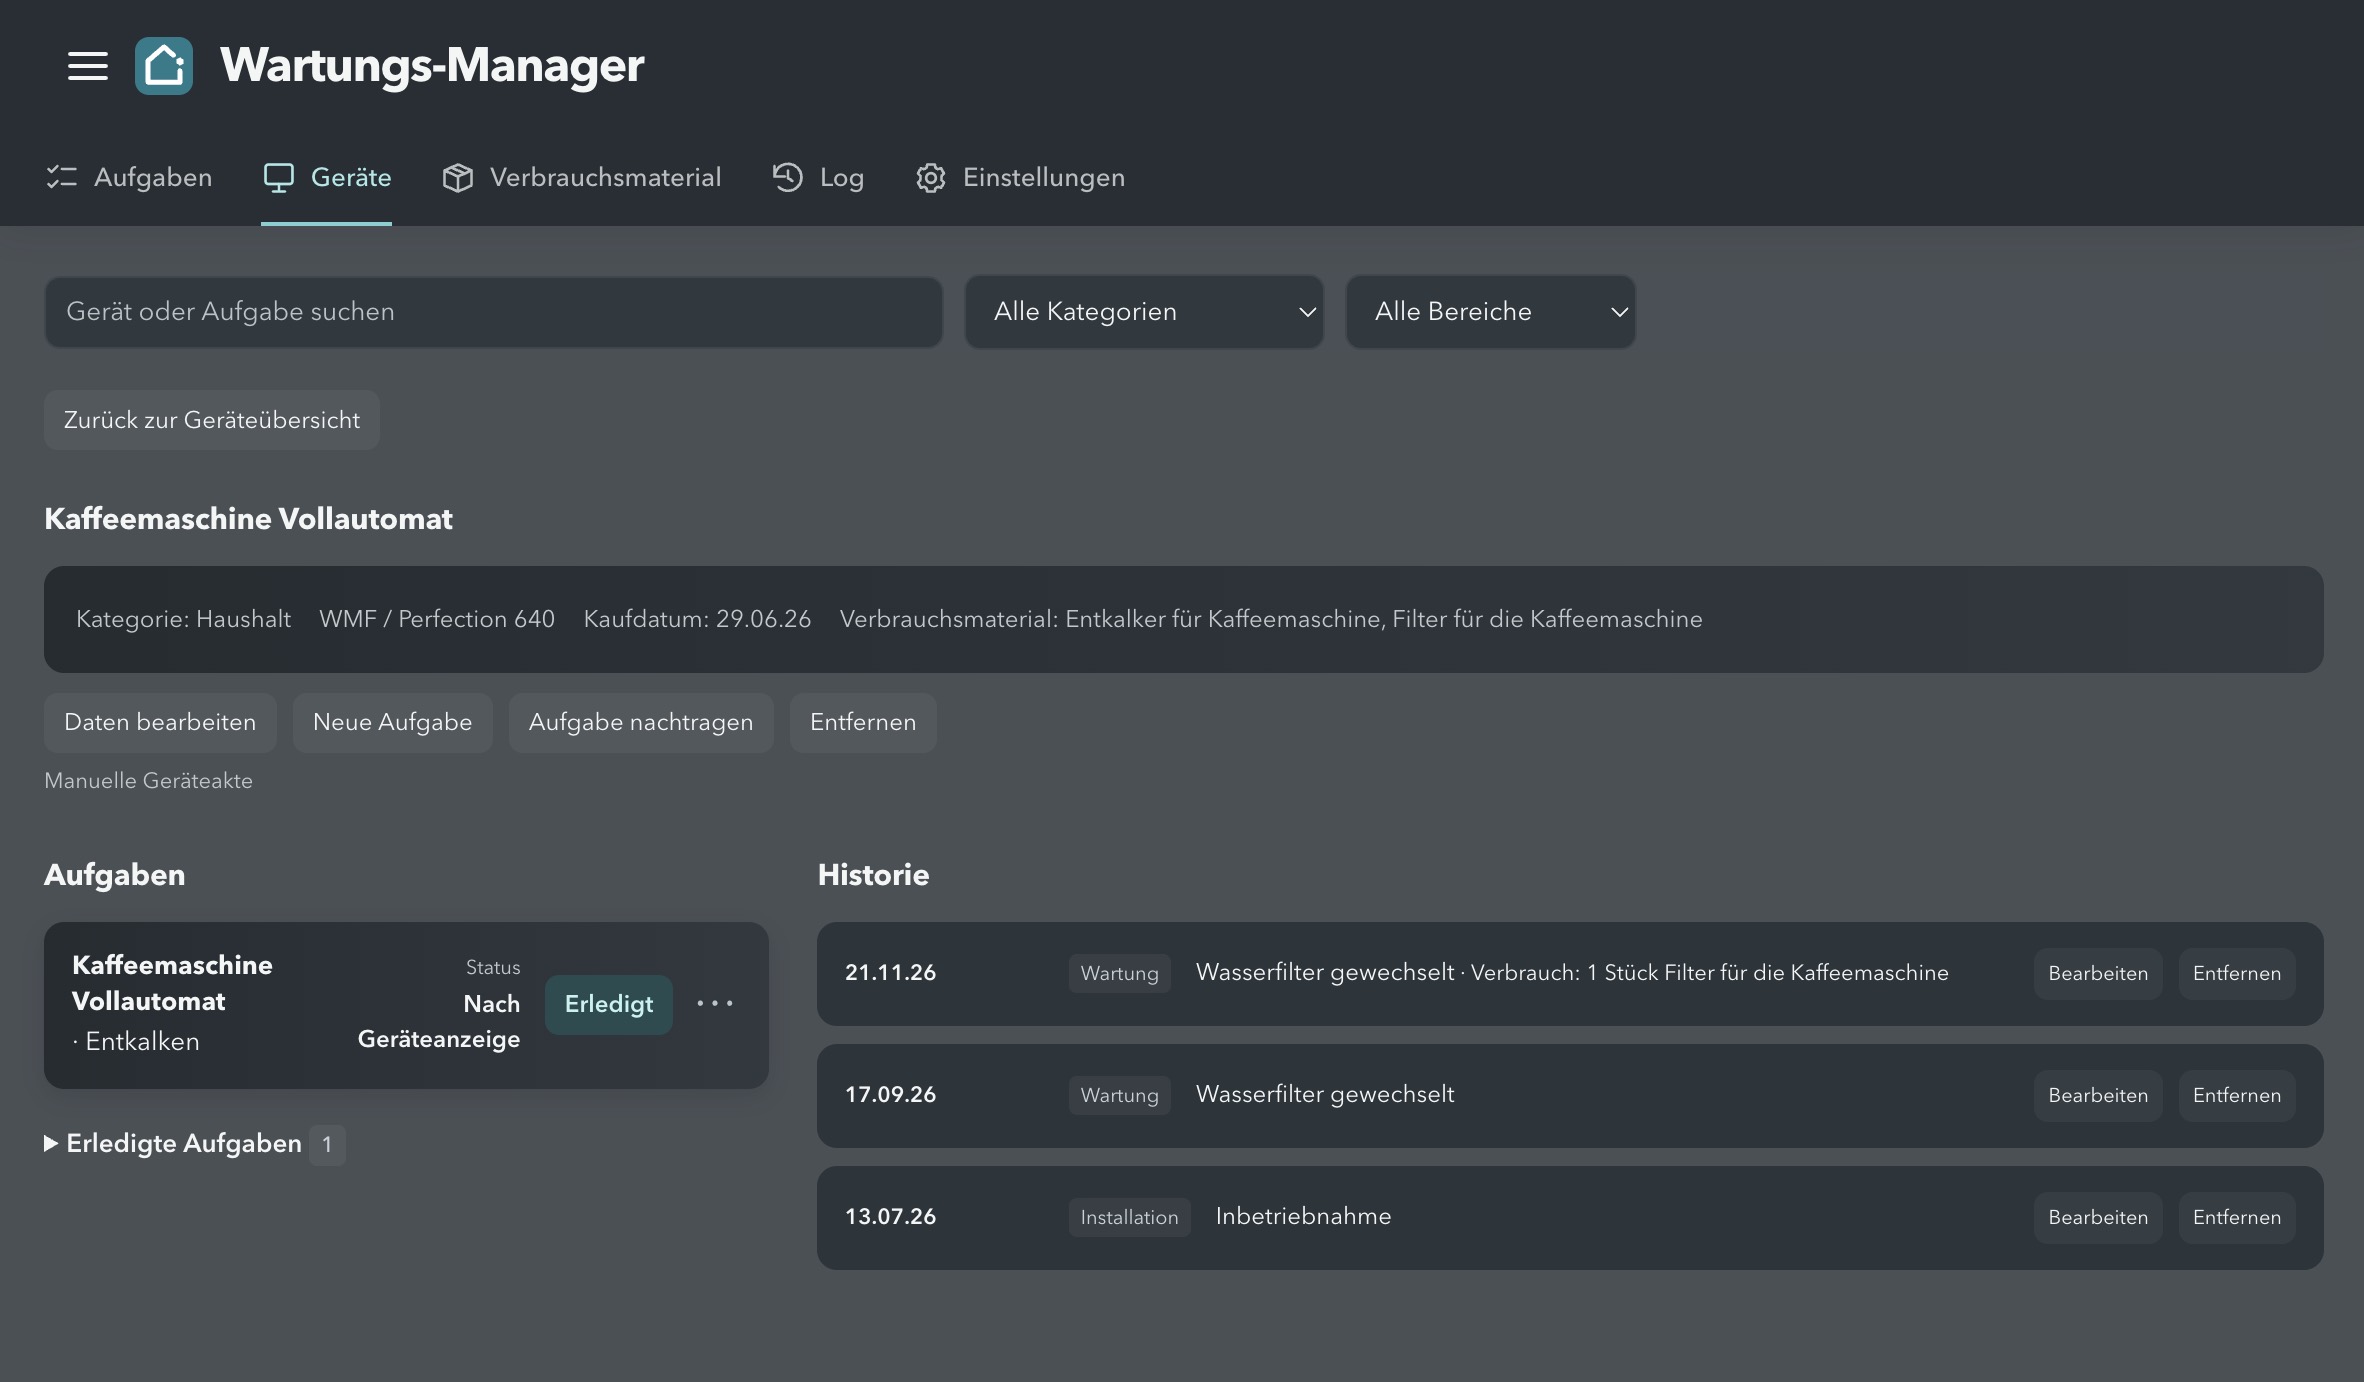 Wartungs-Manager
Aufgaben
Geräte
Verbrauchsmaterial
Log
Einstellungen
Gerät oder Aufgabe suchen
Alle Kategorien
Alle Bereiche
Zurück zur Geräteübersicht
Kaffeemaschine Vollautomat
Kategorie: Haushalt WMF / Perfection 640 Kaufdatum: 29.06.26 Verbrauchsmaterial: Entkalker für Kaffeemaschine, Filter für die Kaffeemaschine
Daten bearbeiten
Neue Aufgabe
Aufgabe nachtragen
Entfernen
Manuelle Geräteakte
Aufgaben
Kaffeemaschine
Vollautomat
· Entkalken
Status
Nach
Geräteanzeige
Erledigt
···
Erledigte Aufgaben 1
Historie
21.11.26 Wartung Wasserfilter gewechselt · Verbrauch: 1 Stück Filter für die Kaffeemaschine Bearbeiten Entfernen
17.09.26 Wartung Wasserfilter gewechselt Bearbeiten Entfernen
13.07.26 Installation Inbetriebnahme Bearbeiten Entfernen